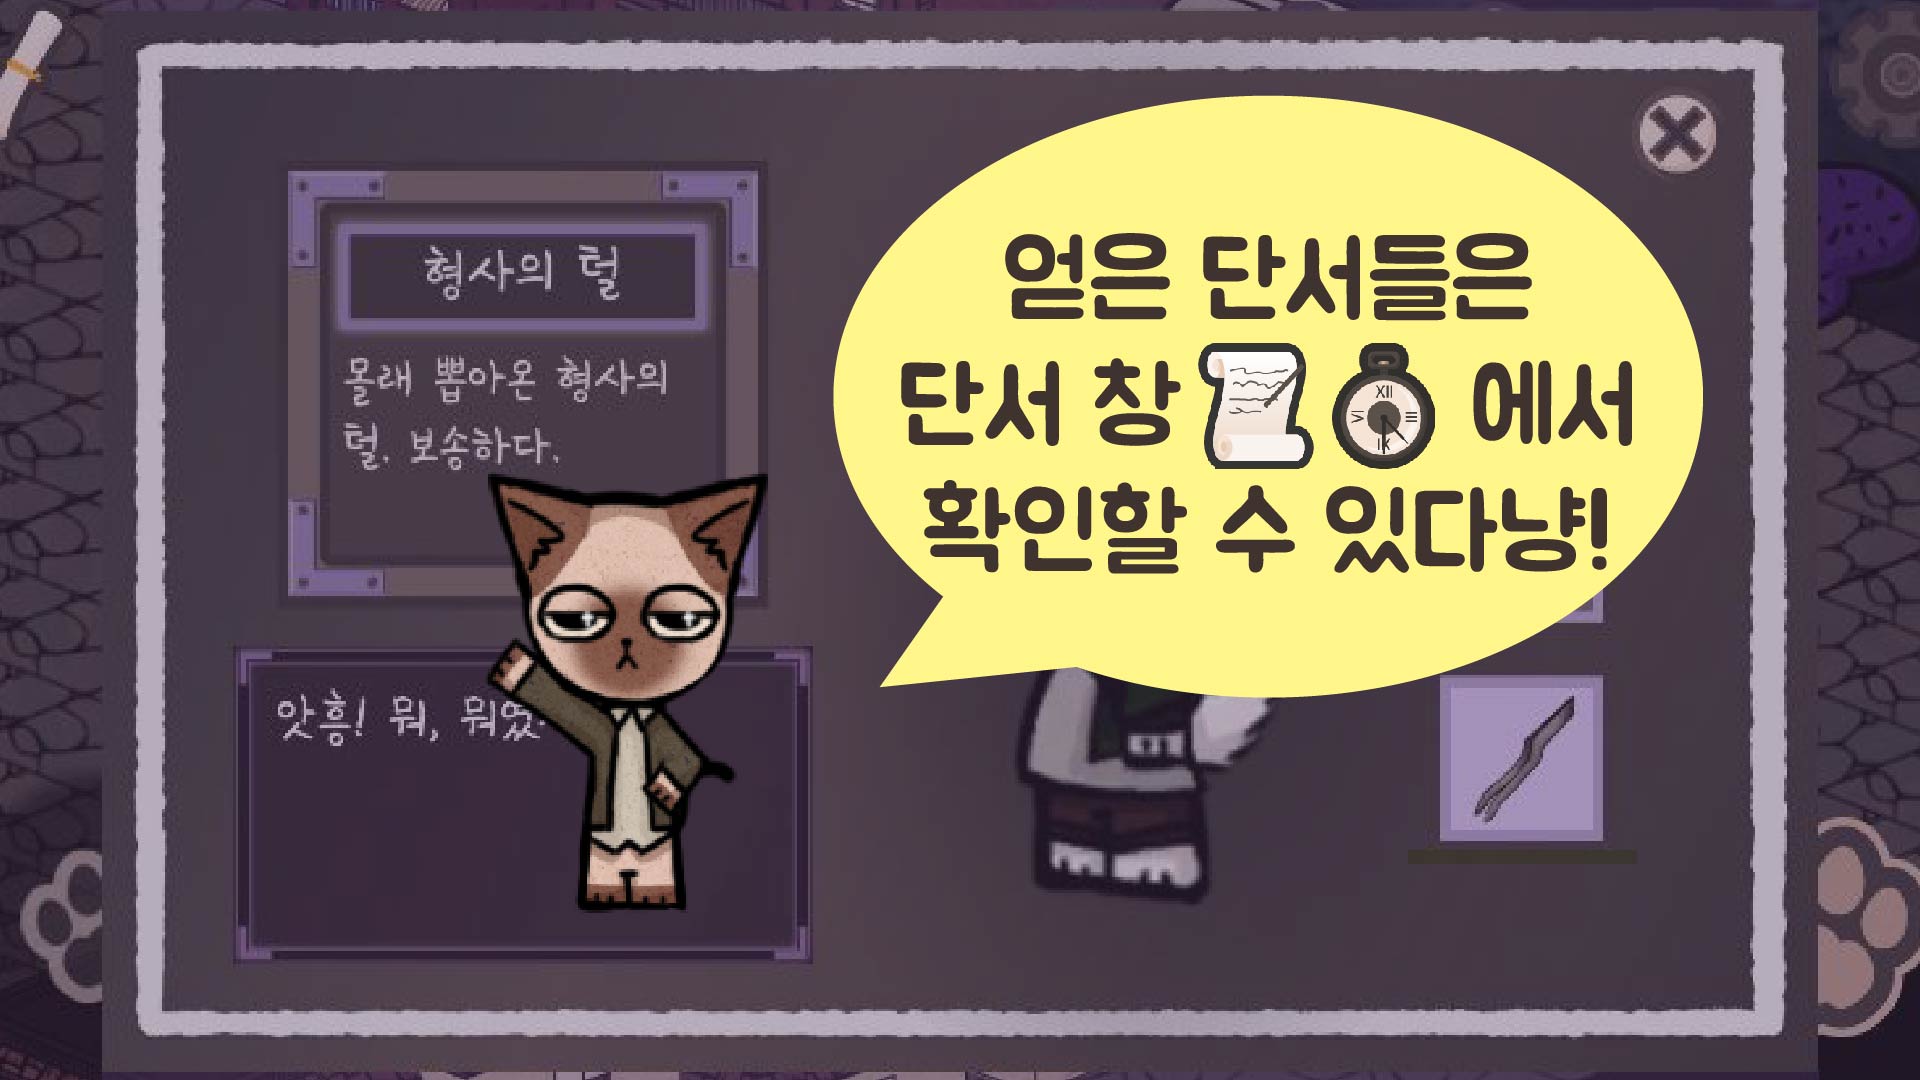 형사의 털
몰래 뽑아온 형사의
털. 보송하다.
앗흥! 뭐, 뭐였
얻은 단서들은
단서 창 에서
확인할 수 있다냥!